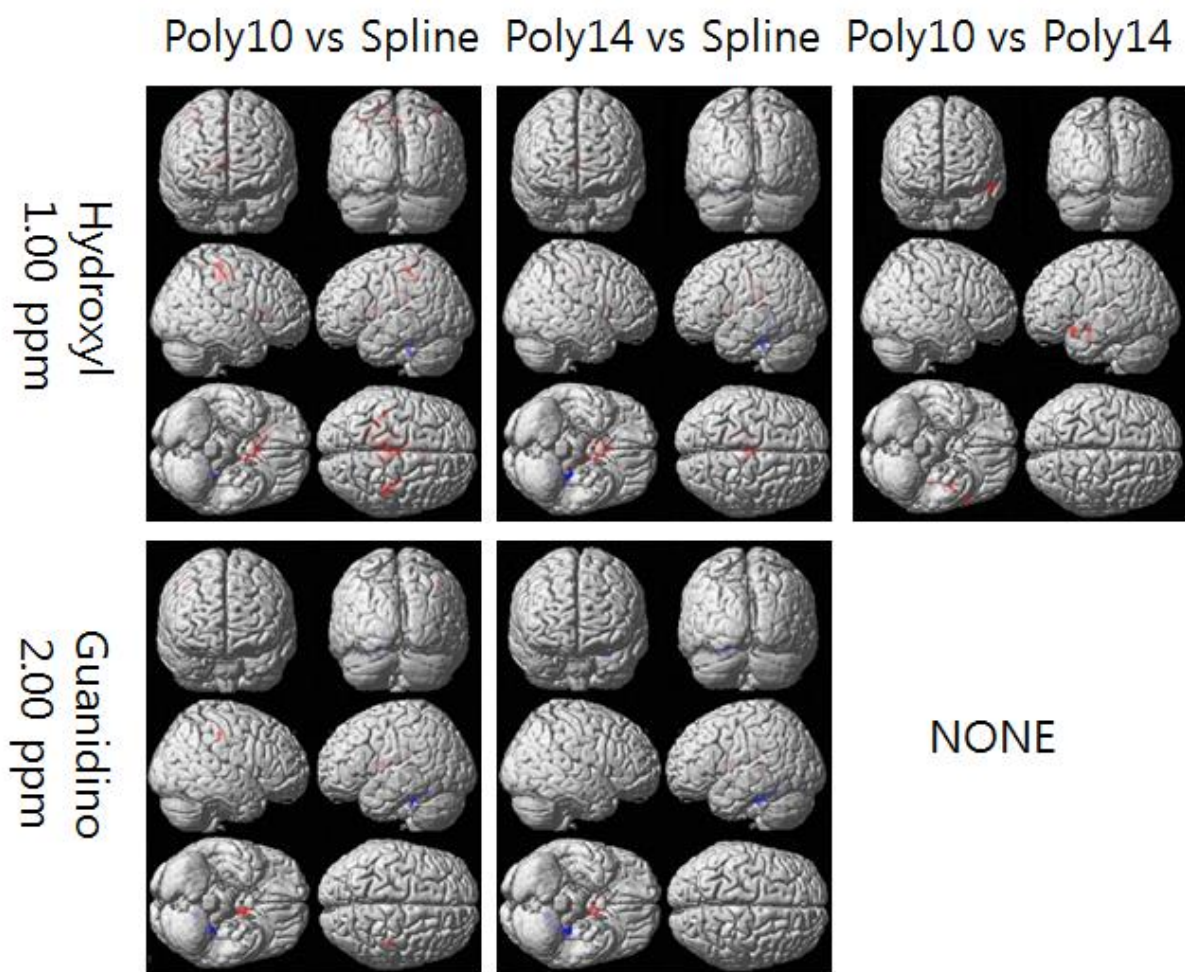 Poly10 vs Spline
Poly14 vs Spline
Poly10 vs Poly14
Hydroxyl
1.00 ppm
Guanidino
2.00 ppm
NONE